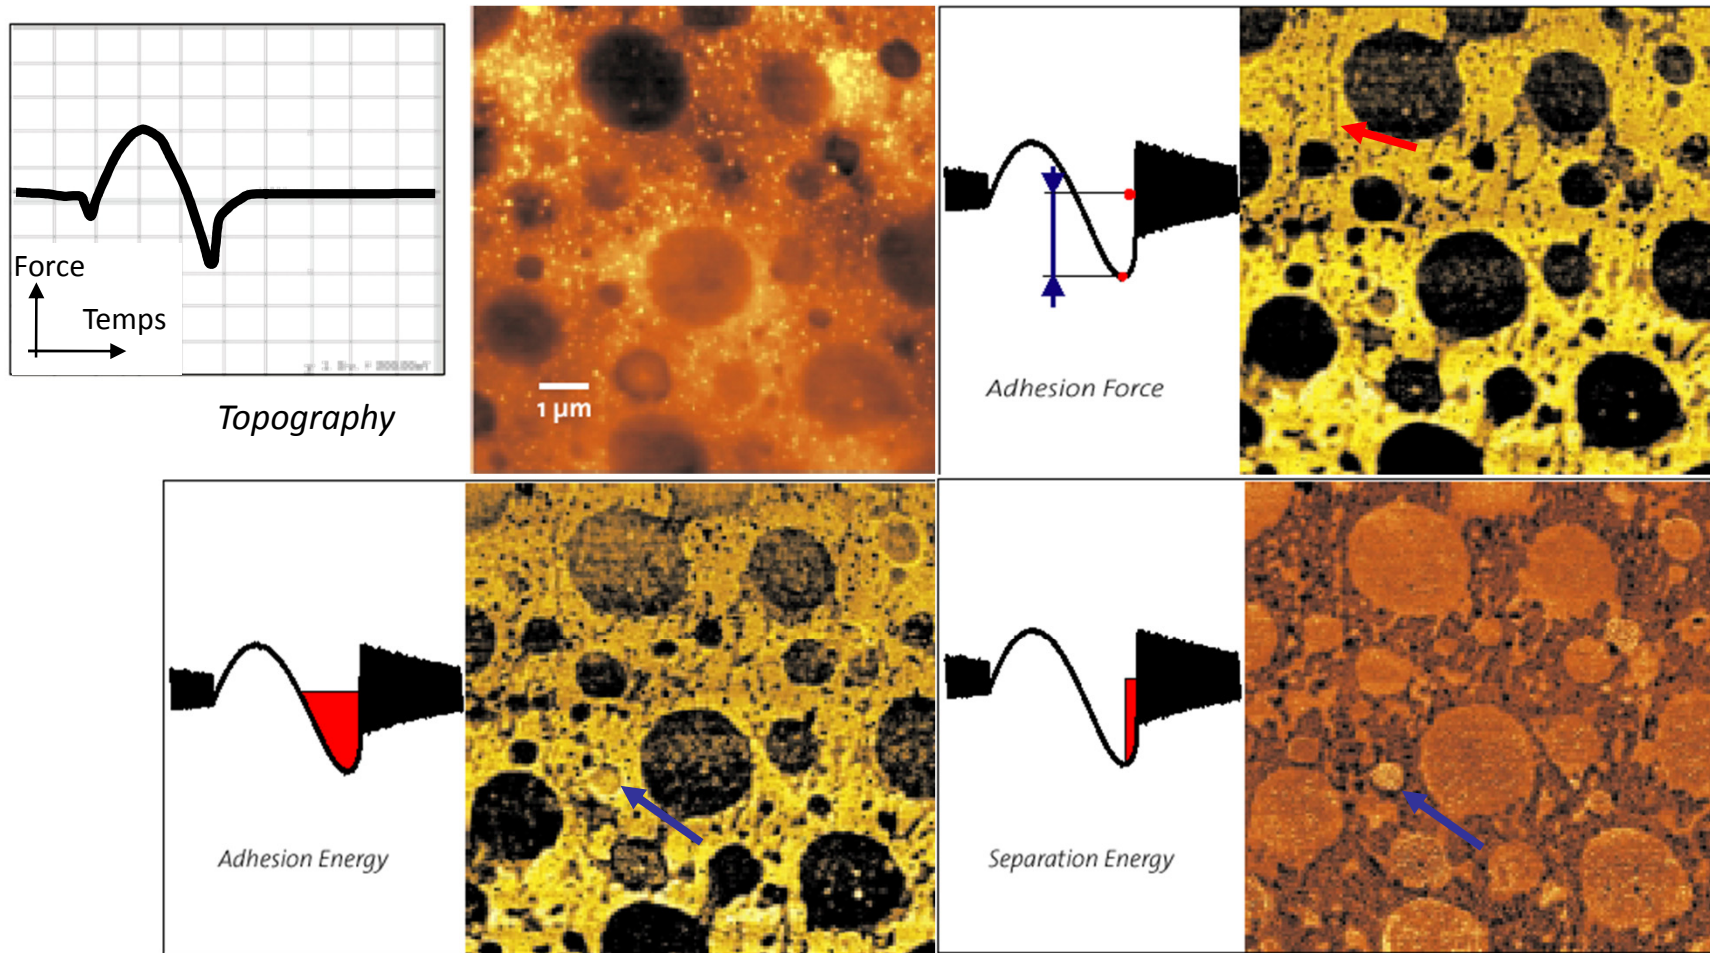 Force
Temps
Topography
1 µm
Adhesion Force
Adhesion Energy
Separation Energy